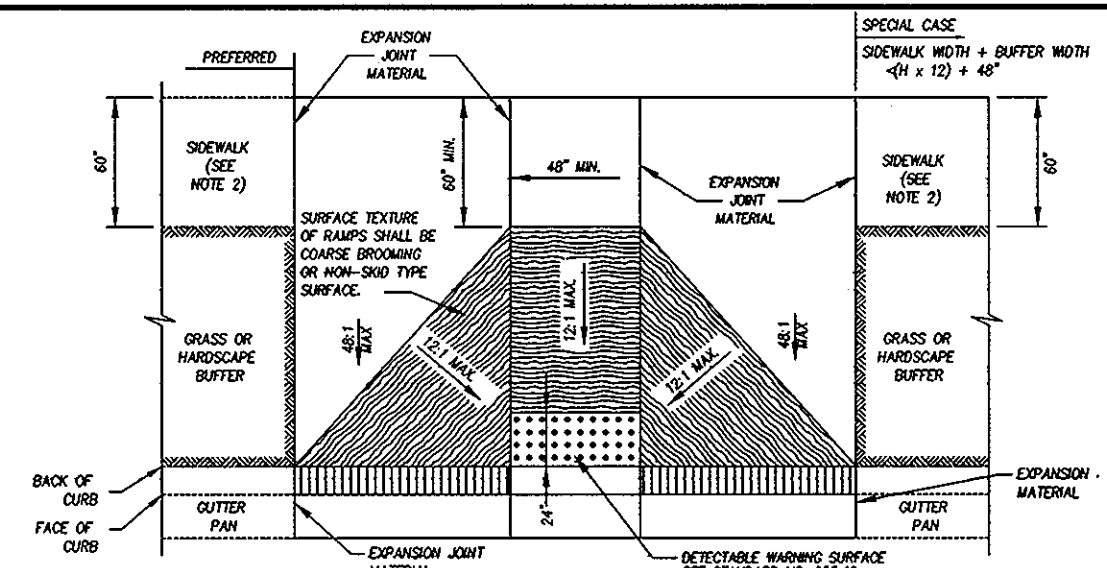 SPECIAL CASE
SIDEWALK WIDTH + BUFFER WIDTH
<(H x 12) + 48"
PREFERRED
EXPANSION
JOINT
MATERIAL
60"
SIDEWALK
(SEE
NOTE 2)
60" MIN.
48" MIN.
EXPANSION
JOINT
MATERIAL
SIDEWALK
(SEE
NOTE 2)
60"
SURFACE TEXTURE
OF RAMPS SHALL BE
COARSE BROOMING
OR NON-SKID TYPE
SURFACE.
GRASS OR
HARDSCAPE
BUFFER
48:1
MAX
12:1 MAX.
12:1 MAX.
12:1 MAX.
48:1
MAX
GRASS OR
HARDSCAPE
BUFFER
BACK OF
CURB
FACE OF
CURB
GUTTER
PAN
24"
GUTTER
PAN
EXPANSION
MATERIAL
EXPANSION JOINT
DETECTABLE WARNING SURFACE